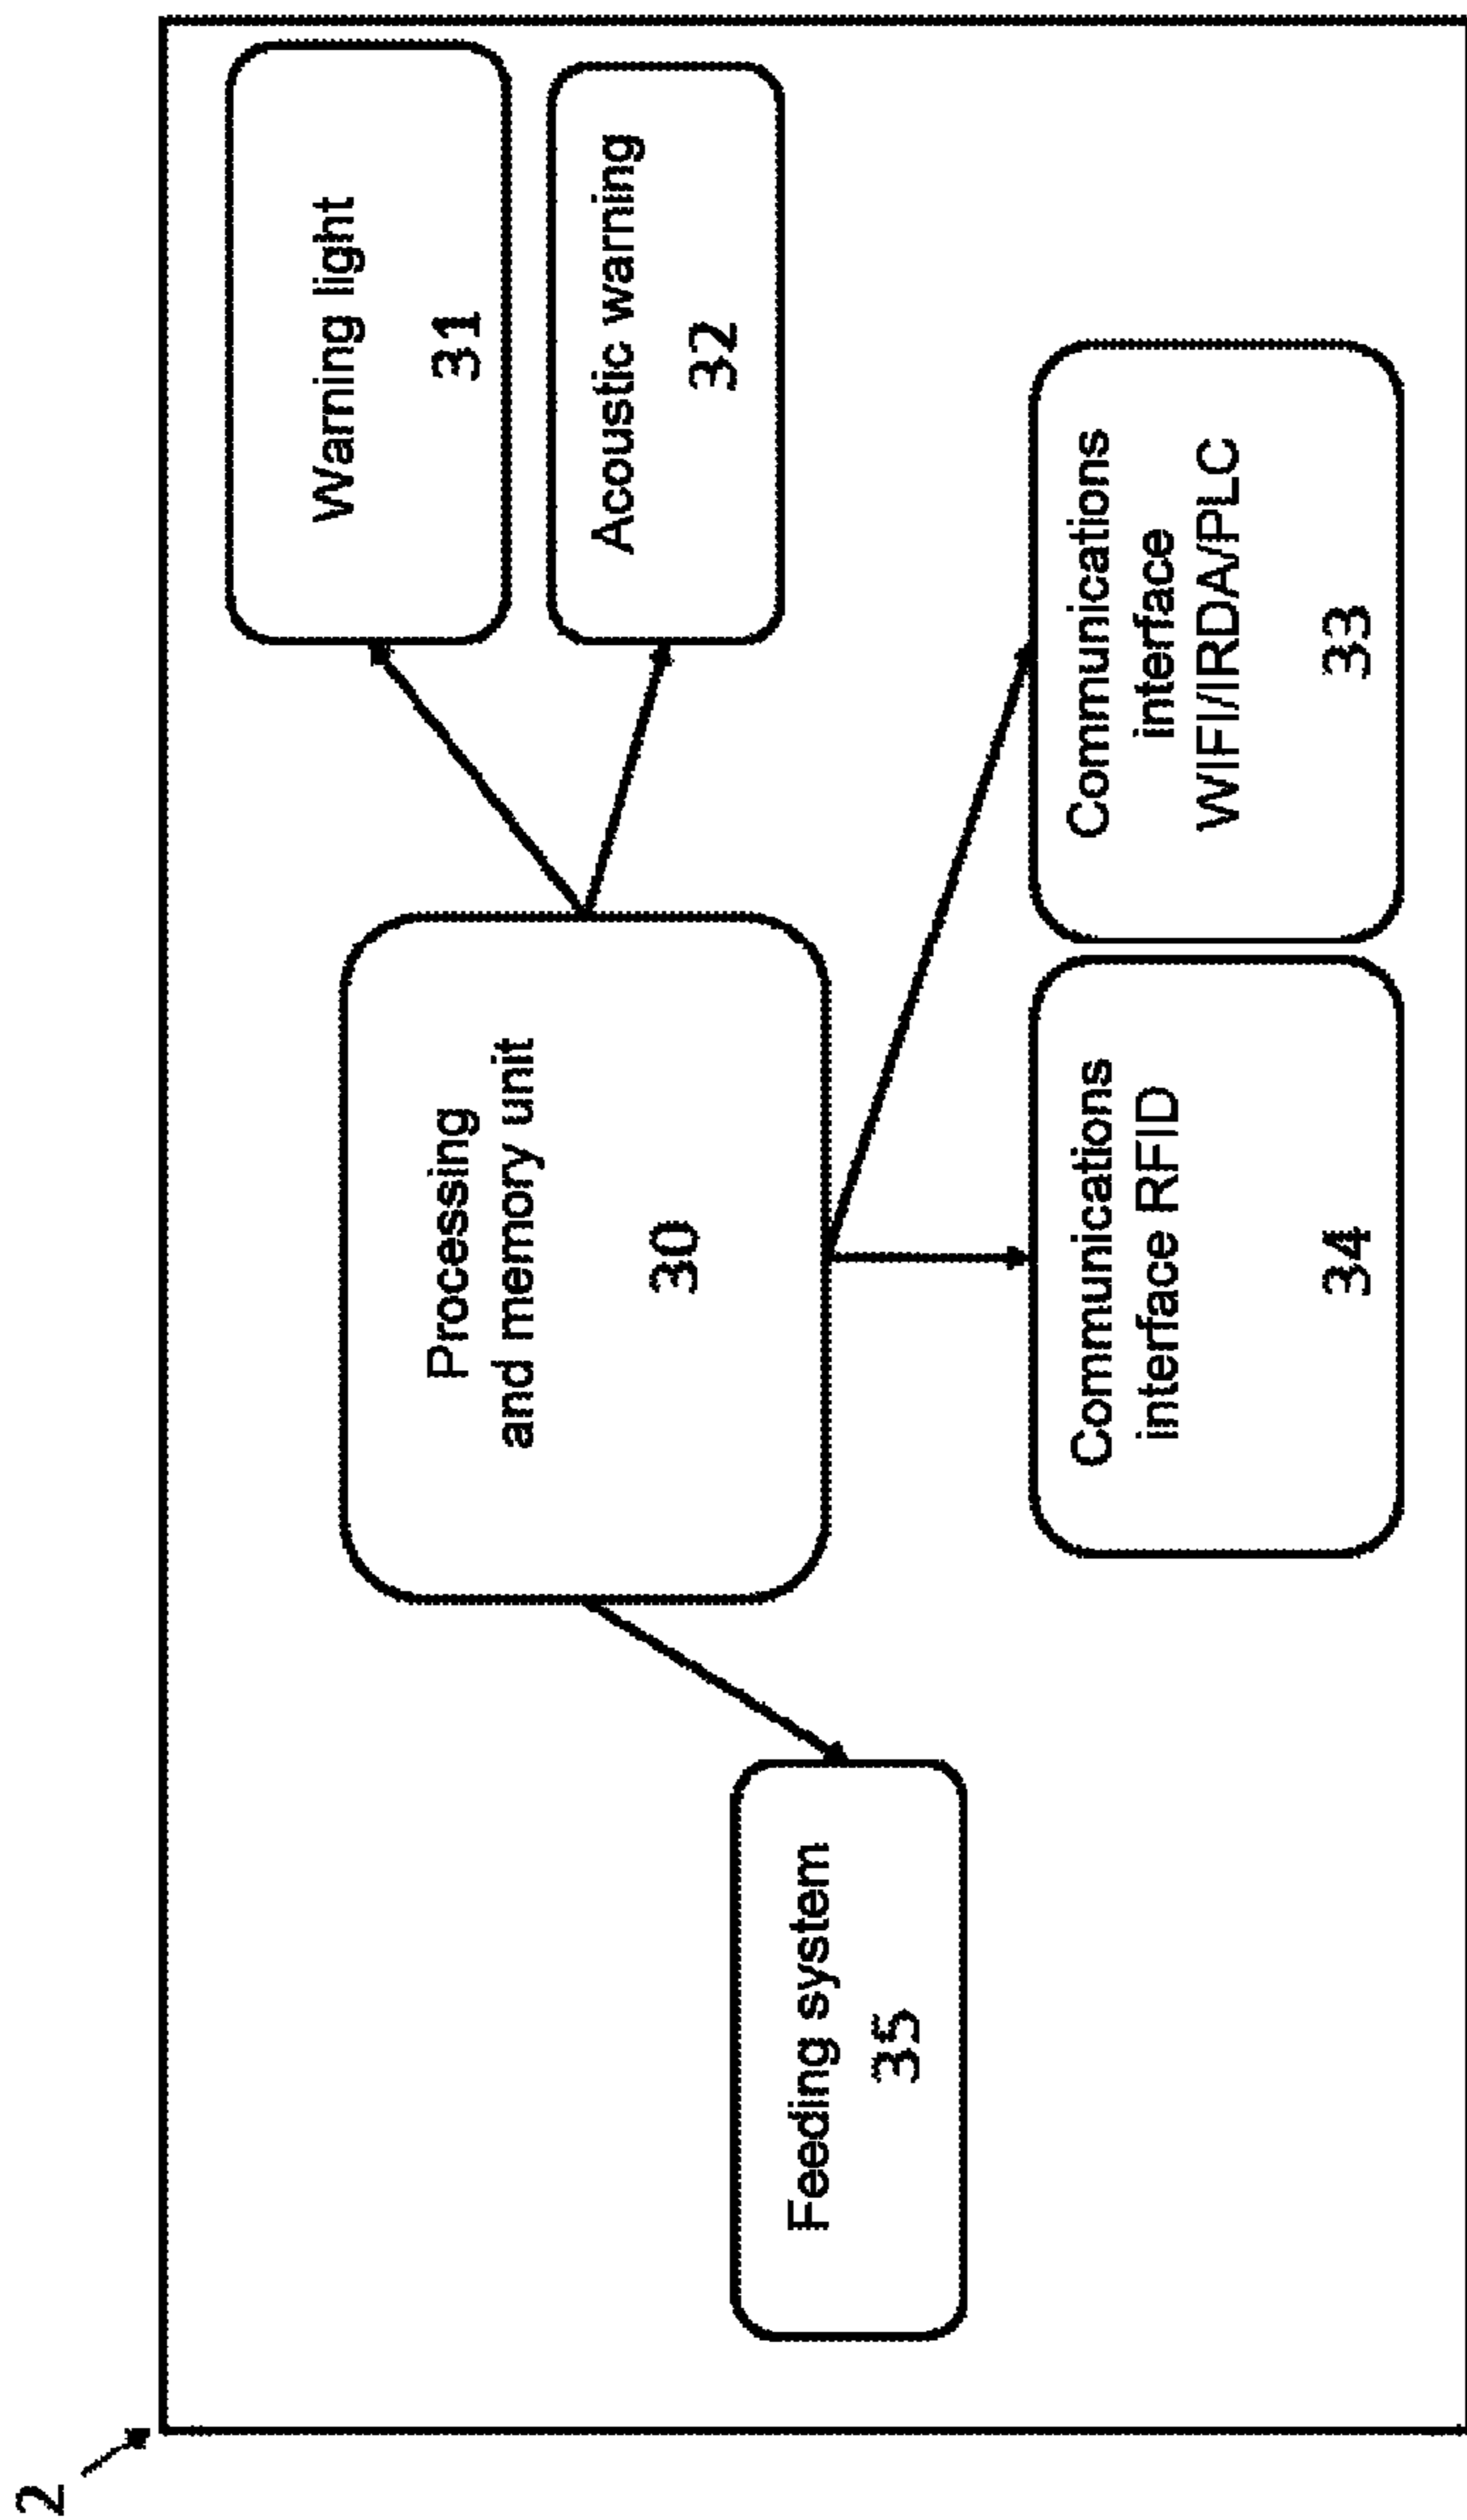 2
Warning light
31
Acoustic warning
32
Processing
and memory unit
30
Feeding system
35
Communications
interface RFID
34
Communications
interface
WIFI/IRDA/PLC
33